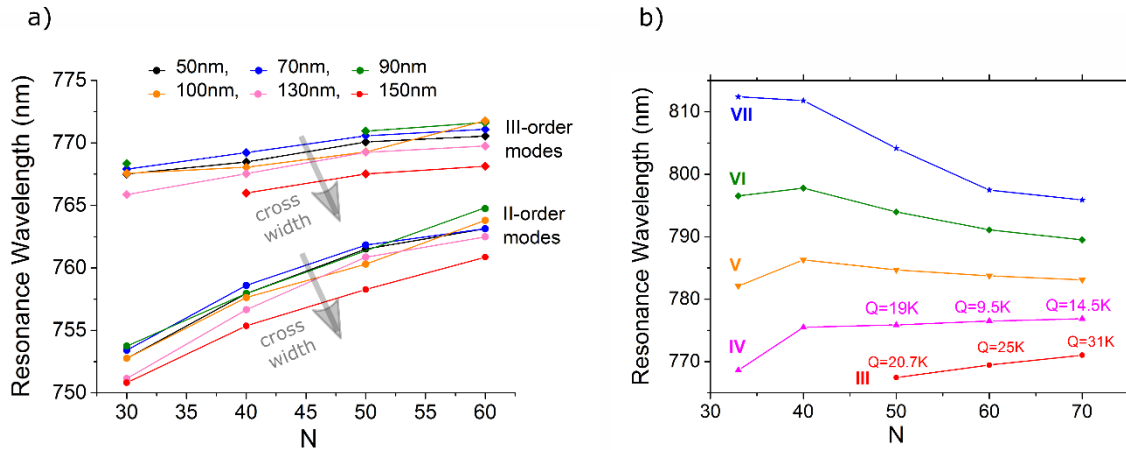 a)
50nm, 70nm, 90nm
100nm, 130nm, 150nm
775
770
765
760
755
750
Resonance Wavelength (nm)
III-order
modes
cross
width
II-order
modes
cross
width
30 35 40 45 50 55 60
N
b)
810
800
790
780
770
Resonance Wavelength (nm)
VII
VI
V
IV
Q=19K Q=9.5K Q=14.5K
III
Q=20.7K Q=25K Q=31K
30 40 50 60 70
N